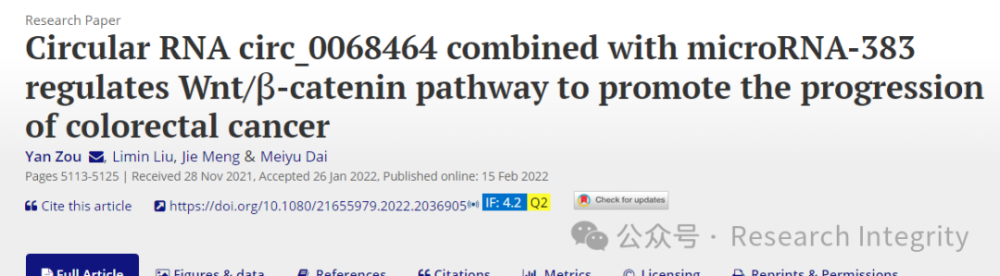 Research Paper
Circular RNA circ_0068464 combined with microRNA-383
regulates Wnt/β-catenin pathway to promote the progression
of colorectal cancer
Yan Zou, Limin Liu, Jie Meng & Meiyu Dai
Pages 5113-5125 | Received 28 Nov 2021, Accepted 26 Jan 2022, Published online: 15 Feb 2022
Cite this article https://doi.org/10.1080/21655979.2022.2036905 IF: 4.2 Q2 Check for updates
公众号 · Research Integrity
Full Article Figures & data References Citations Metrics Licensing Reprints & Permissions